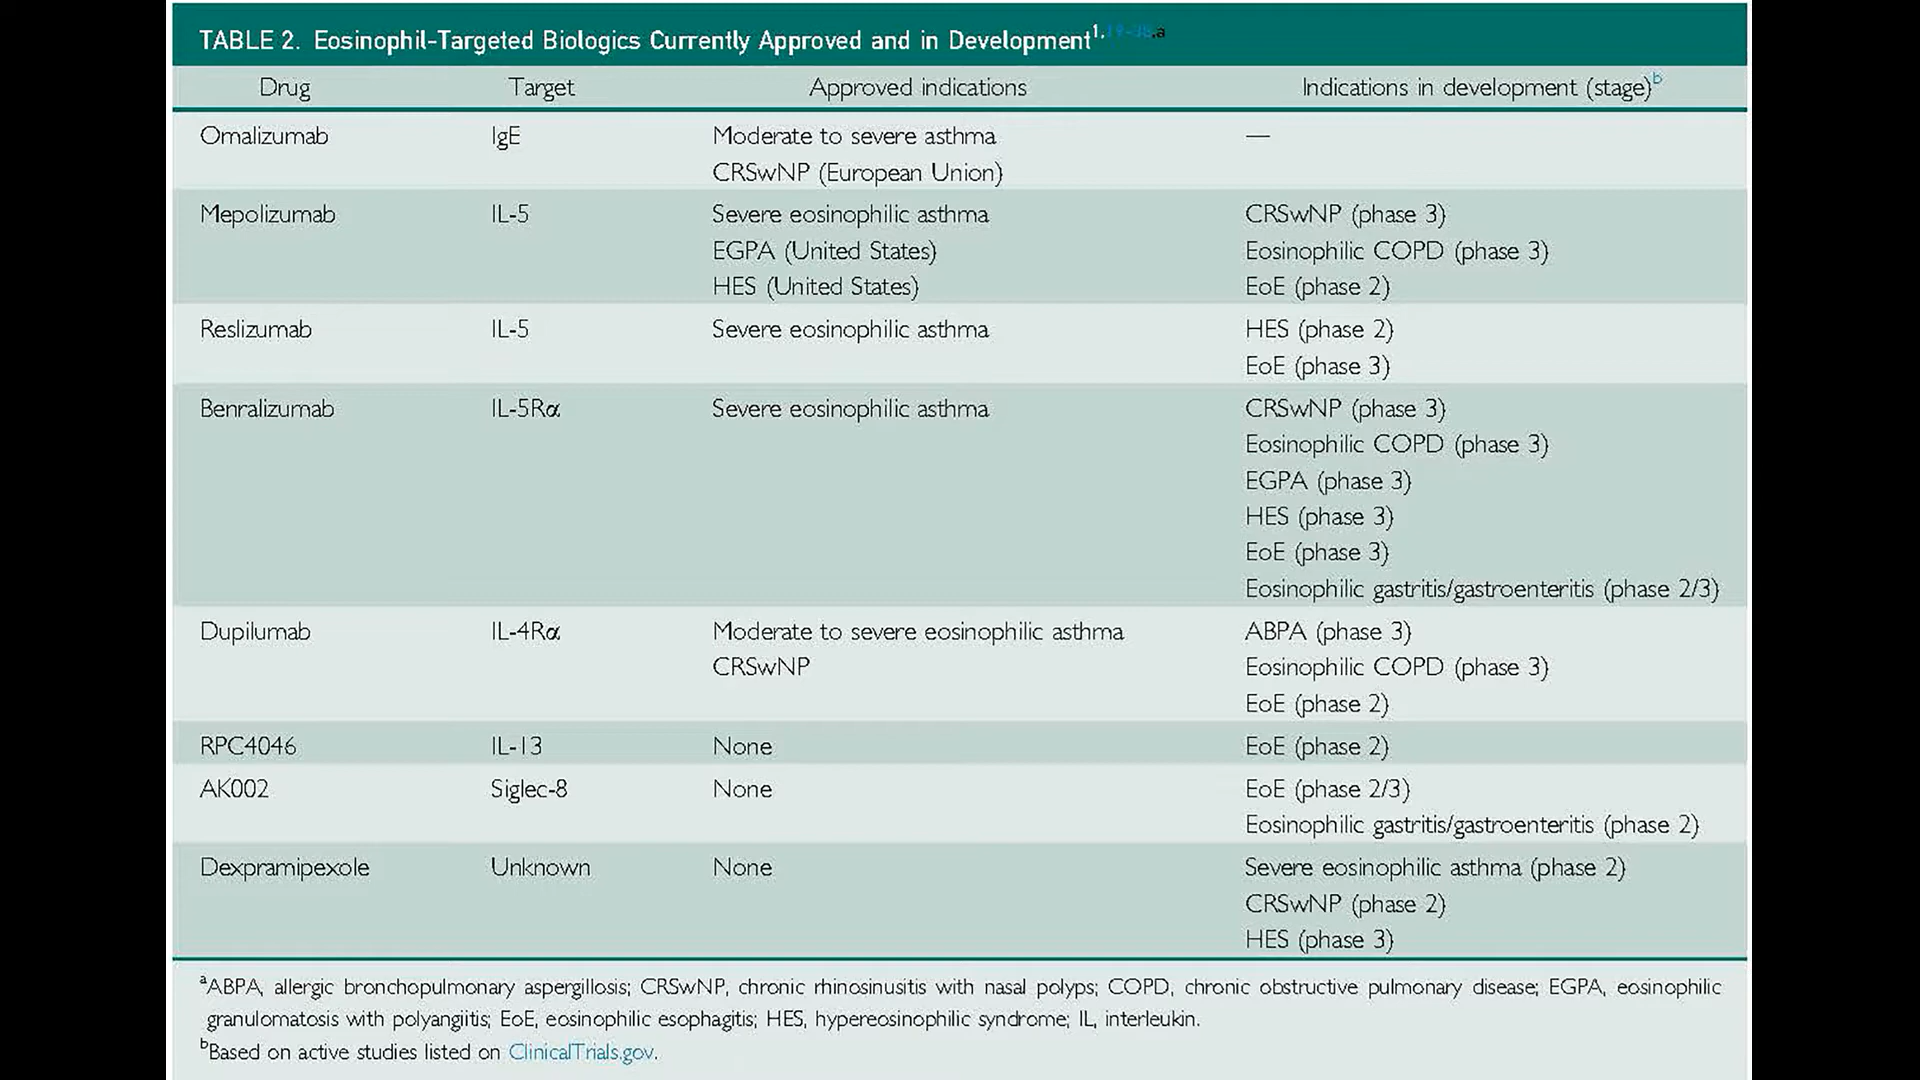 TABLE 2. Eosinophil-Targeted Biologics Currently Approved and in Development1,19-38,a
Drug Target Approved indications Indications in development (stage)b
Omalizumab IgE Moderate to severe asthma —
CRSwNP (European Union)
Mepolizumab IL-5 Severe eosinophilic asthma CRSwNP (phase 3)
EGPA (United States) Eosinophilic COPD (phase 3)
HES (United States) EoE (phase 2)
Reslizumab IL-5 Severe eosinophilic asthma HES (phase 2)
EoE (phase 3)
Benralizumab IL-5Rα Severe eosinophilic asthma CRSwNP (phase 3)
Eosinophilic COPD (phase 3)
EGPA (phase 3)
HES (phase 3)
EoE (phase 3)
Eosinophilic gastritis/gastroenteritis (phase 2/3)
Dupilumab IL-4Rα Moderate to severe eosinophilic asthma ABPA (phase 3)
CRSwNP Eosinophilic COPD (phase 3)
EoE (phase 2)
RPC4046 IL-13 None EoE (phase 2)
AK002 Siglec-8 None EoE (phase 2/3)
Eosinophilic gastritis/gastroenteritis (phase 2)
Dexpramipexole Unknown None Severe eosinophilic asthma (phase 2)
CRSwNP (phase 2)
HES (phase 3)
aABPA, allergic bronchopulmonary aspergillosis; CRSwNP, chronic rhinosinusitis with nasal polyps; COPD, chronic obstructive pulmonary disease; EGPA, eosinophilic
granulomatosis with polyangiitis; EoE, eosinophilic esophagitis; HES, hypereosinophilic syndrome; IL, interleukin.
bBased on active studies listed on ClinicalTrials.gov.